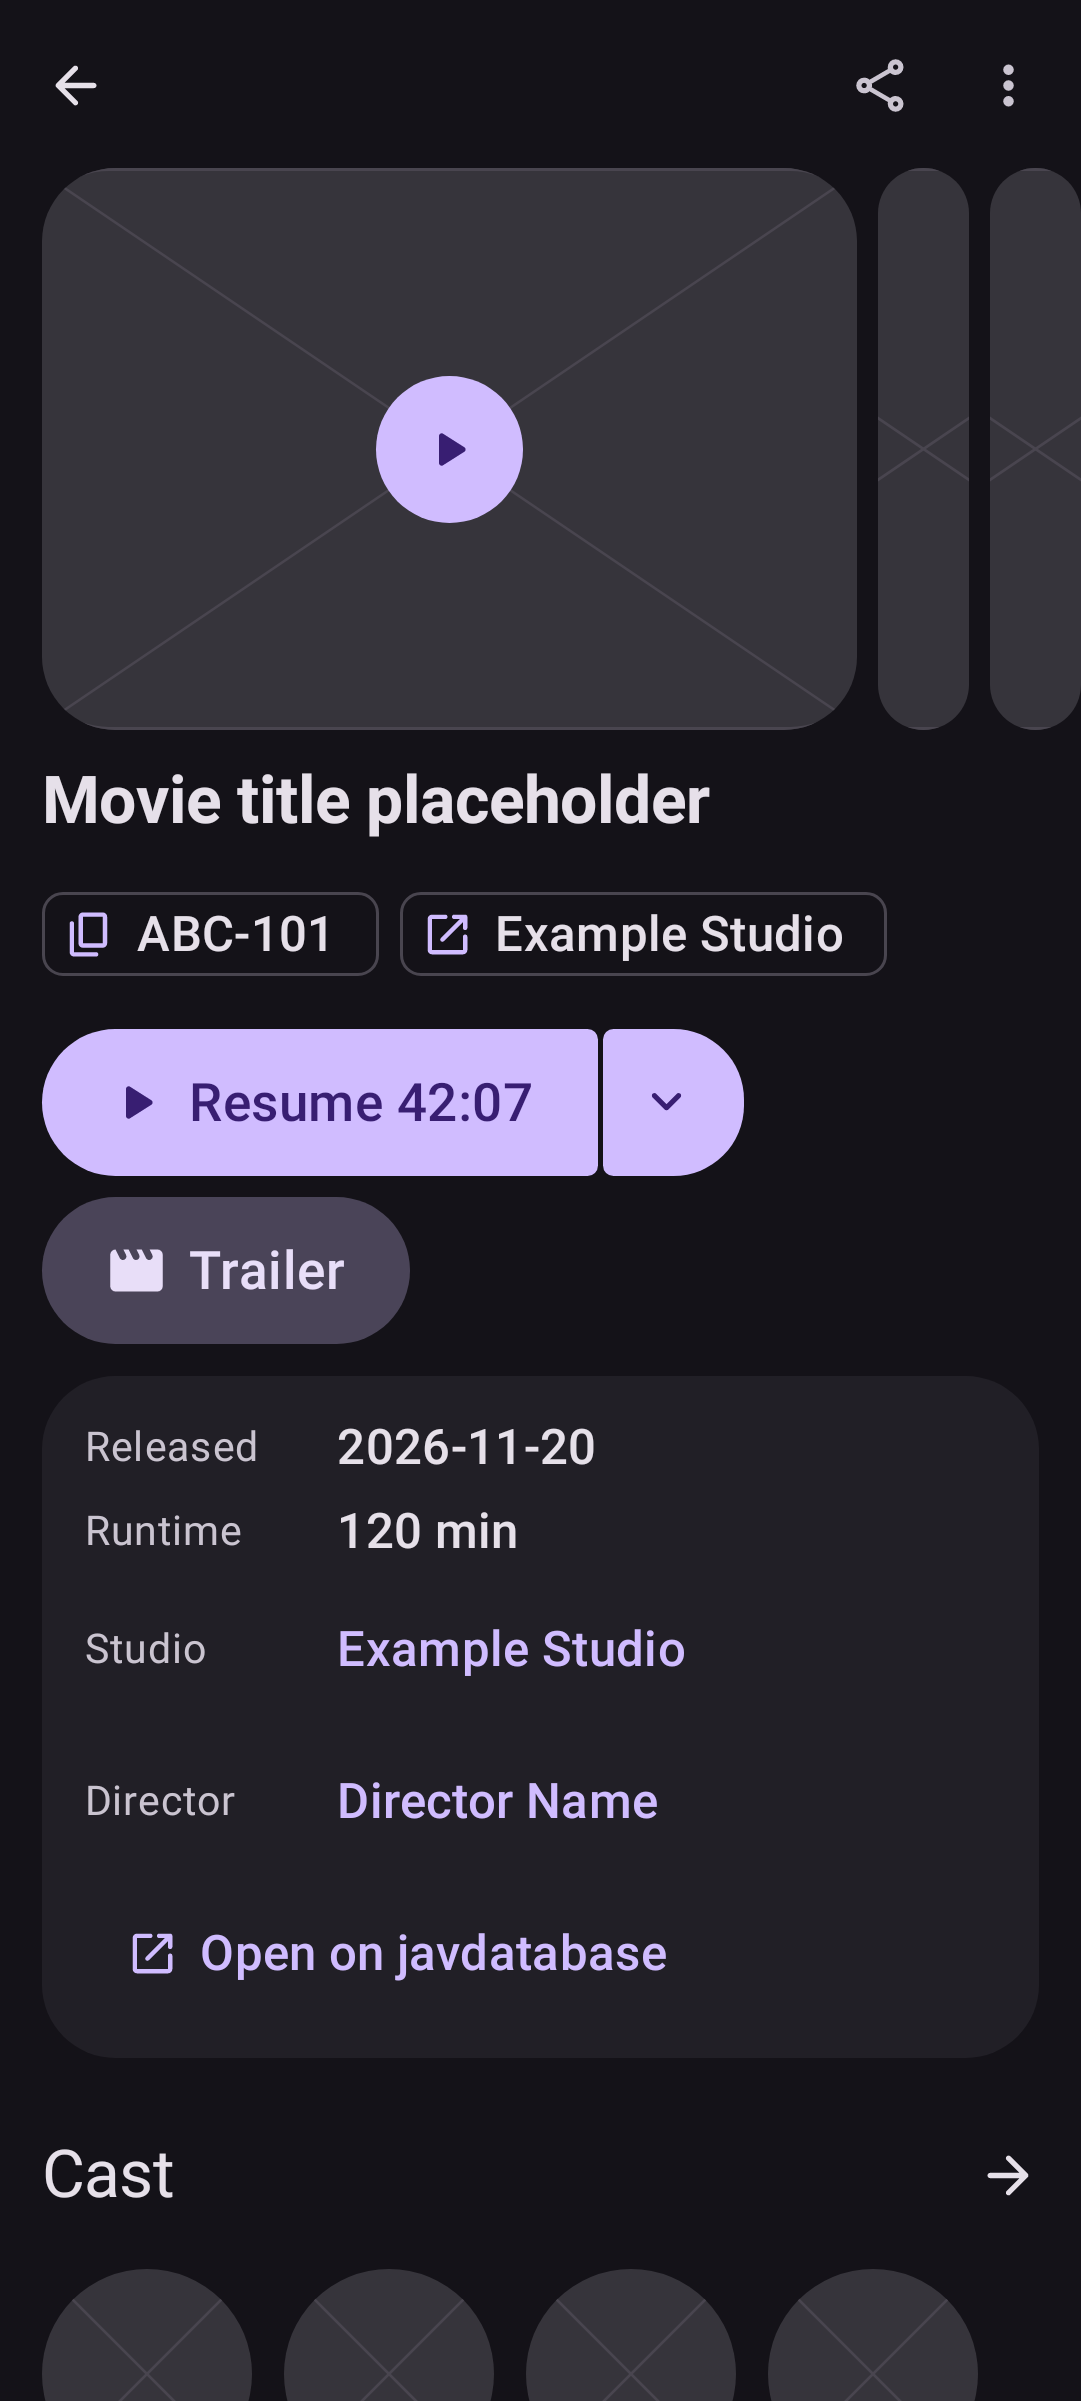 Movie title placeholder
ABC-101
Example Studio
Resume 42:07
Trailer
Released 2026-11-20
Runtime 120 min
Studio Example Studio
Director Director Name
Open on javdatabase
Cast